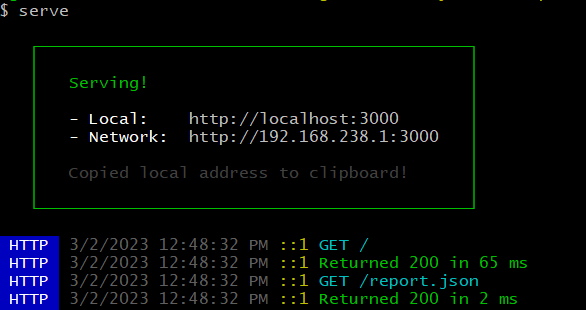 $ serve
Serving!
- Local: http://localhost:3000
- Network: http://192.168.238.1:3000
Copied local address to clipboard!
HTTP 3/2/2023 12:48:32 PM ::1 GET /
HTTP 3/2/2023 12:48:32 PM ::1 Returned 200 in 65 ms
HTTP 3/2/2023 12:48:32 PM ::1 GET /report.json
HTTP 3/2/2023 12:48:32 PM ::1 Returned 200 in 2 ms